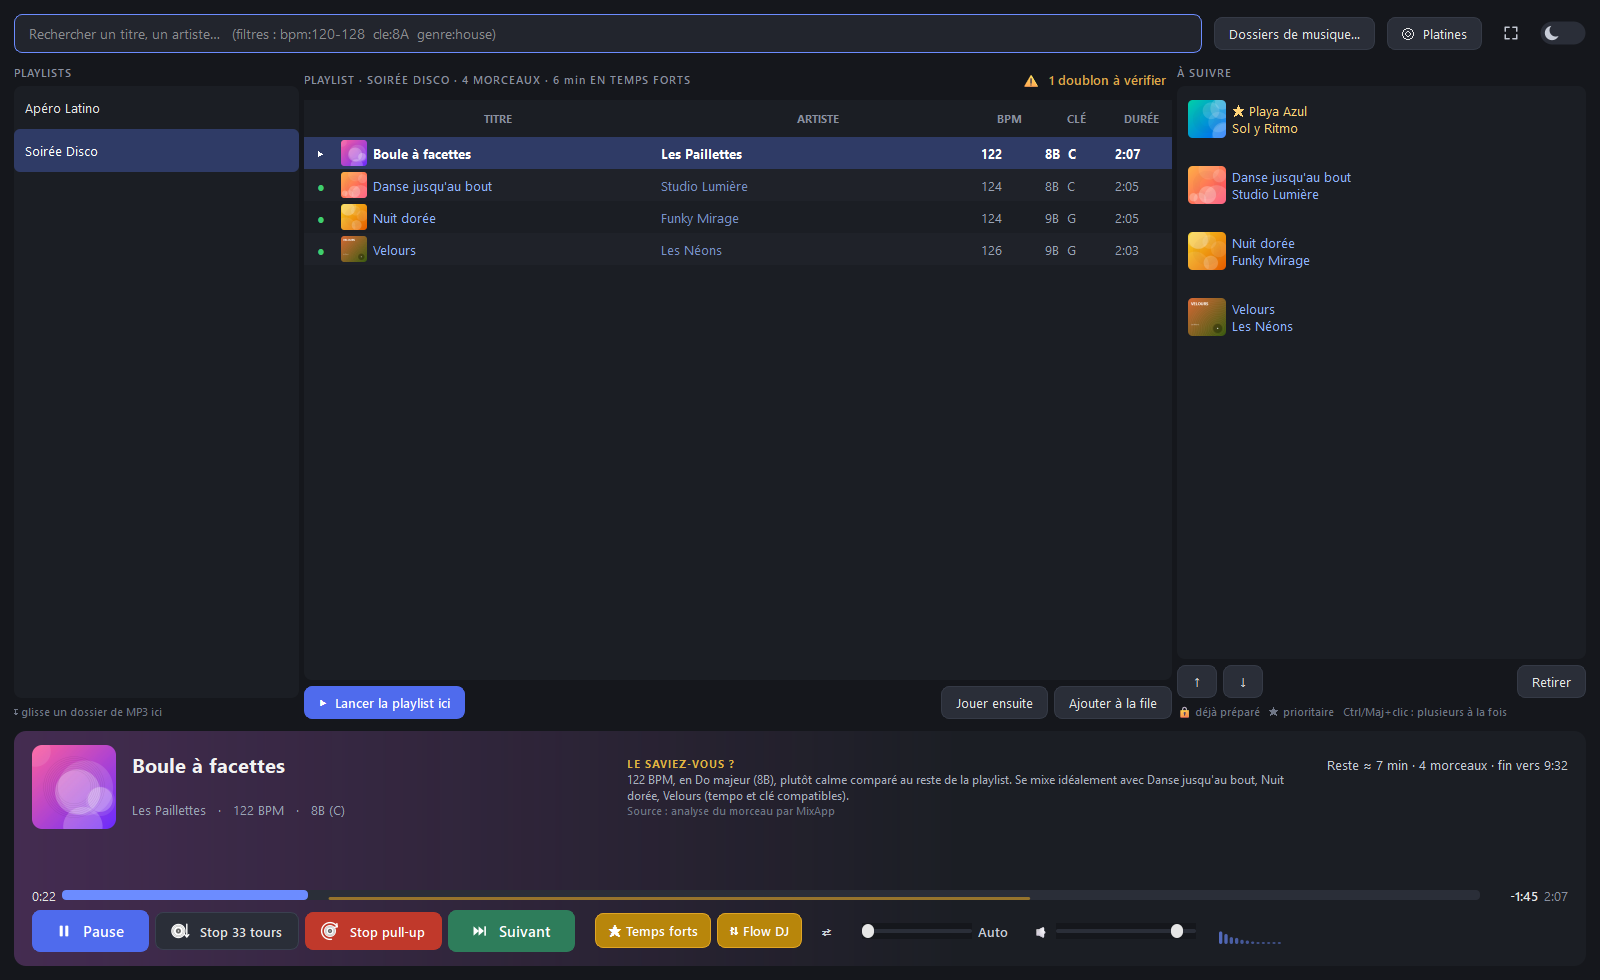 Rechercher un titre, un artiste... (filtres : bpm:120-128 cle:8A genre:house)
Dossiers de musique...
Platines
PLAYLISTS
Apéro Latino
Soirée Disco
glisse un dossier de MP3 ici
PLAYLIST · SOIRÉE DISCO · 4 MORCEAUX · 6 min EN TEMPS FORTS
1 doublon à vérifier
TITRE ARTISTE BPM CLÉ DURÉE
Boule à facettes Les Paillettes 122 8B C 2:07
Danse jusqu'au bout Studio Lumière 124 8B C 2:05
Nuit dorée Funky Mirage 124 9B G 2:05
Velours Les Néons 126 9B G 2:03
Lancer la playlist ici
Jouer ensuite
Ajouter à la file
À SUIVRE
Playa Azul
Sol y Ritmo
Danse jusqu'au bout
Studio Lumière
Nuit dorée
Funky Mirage
VELOURS
Velours
Les Néons
↑ ↓
Retirer
déjà préparé ★ prioritaire Ctrl/Maj+clic : plusieurs à la fois
Boule à facettes
Les Paillettes · 122 BPM · 8B (C)
LE SAVIEZ-VOUS ?
122 BPM, en Do majeur (8B), plutôt calme comparé au reste de la playlist. Se mixe idéalement avec Danse jusqu'au bout, Nuit
dorée, Velours (tempo et clé compatibles).
Source : analyse du morceau par MixApp
Reste ≈ 7 min · 4 morceaux · fin vers 9:32
0:22
-1:45 2:07
Pause
Stop 33 tours
Stop pull-up
Suivant
Temps forts
Flow DJ
Auto